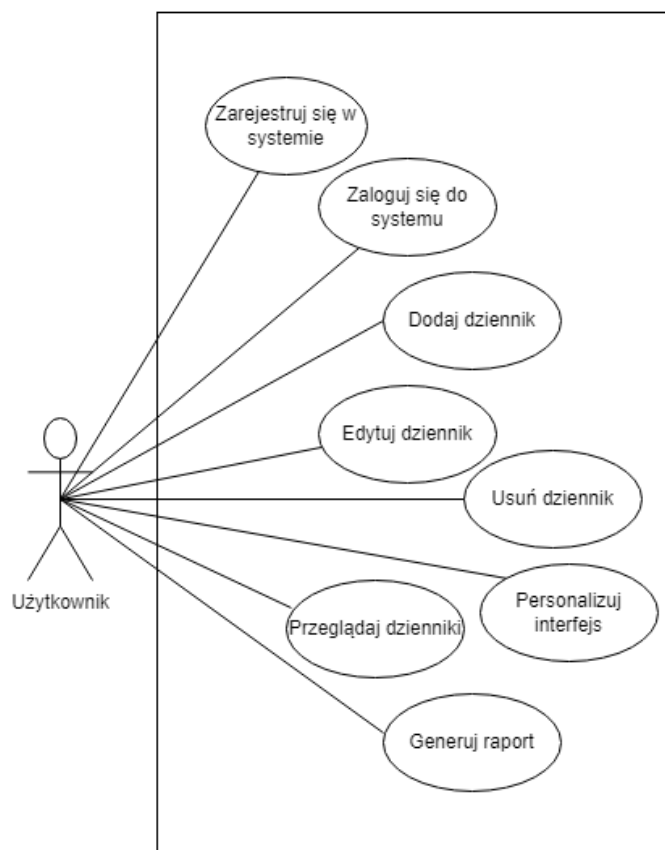 Zarejestruj się w
systemie
Zaloguj się do
systemu
Dodaj dziennik
Edytuj dziennik
Usuń dziennik
Personalizuj
interfejs
Użytkownik
Przeglądaj dzienniki
Generuj raport